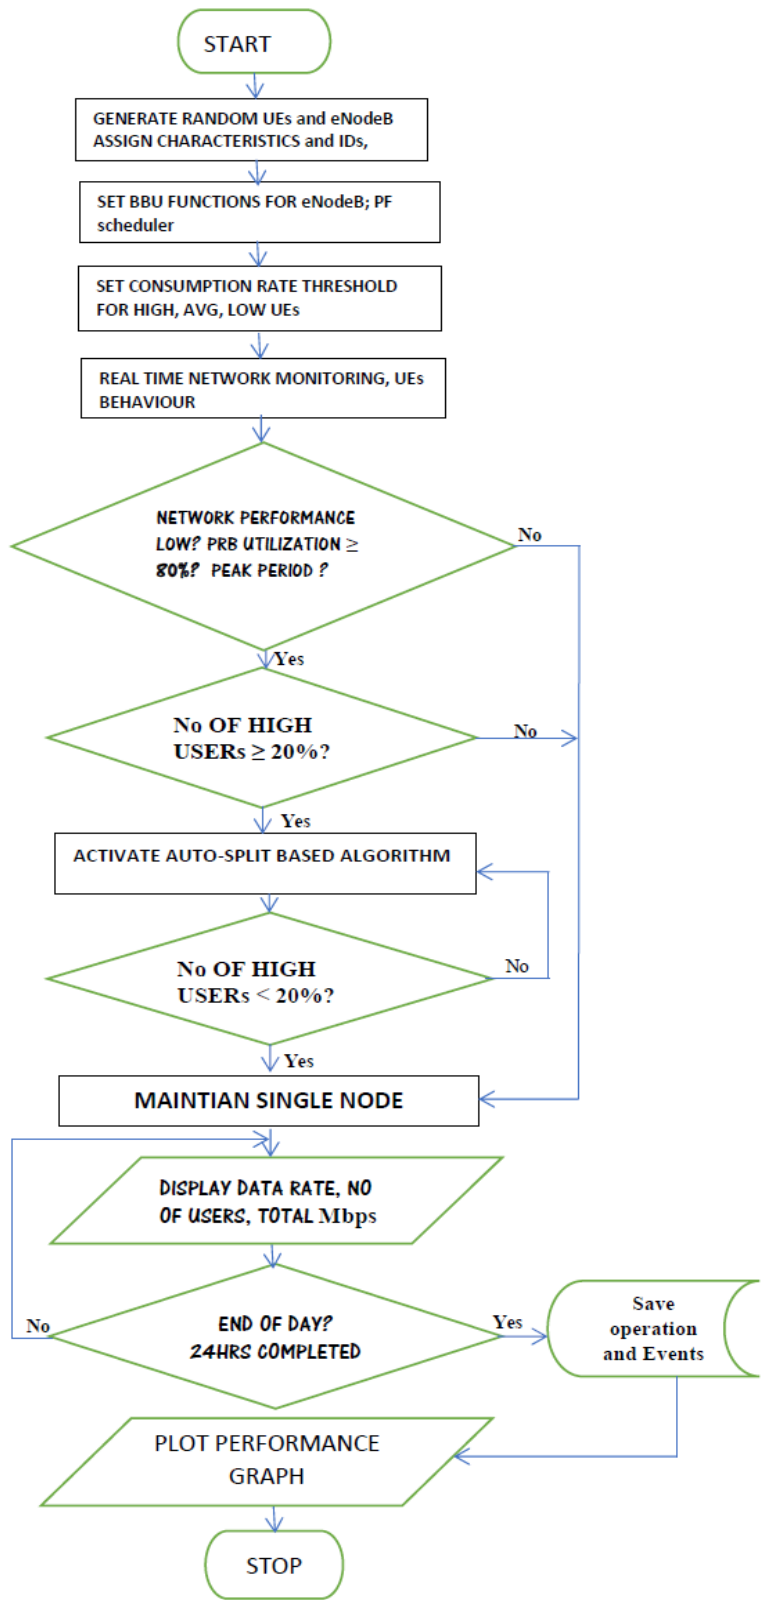 START
GENERATE RANDOM UEs and eNodeB
ASSIGN CHARACTERISTICS and IDs,
SET BBU FUNCTIONS FOR eNodeB; PF
scheduler
SET CONSUMPTION RATE THRESHOLD
FOR HIGH, AVG, LOW UEs
REAL TIME NETWORK MONITORING, UEs
BEHAVIOUR
NETWORK PERFORMANCE
LOW? PRB UTILIZATION ≥
80%? PEAK PERIOD ?
No
Yes
No OF HIGH
USERs ≥ 20%?
No
Yes
ACTIVATE AUTO-SPLIT BASED ALGORITHM
No OF HIGH
USERs < 20%?
No
Yes
MAINTIAN SINGLE NODE
DISPLAY DATA RATE, NO
OF USERS, TOTAL Mbps
END OF DAY?
24HRS COMPLETED
No
Yes
Save
operation
and Events
PLOT PERFORMANCE
GRAPH
STOP